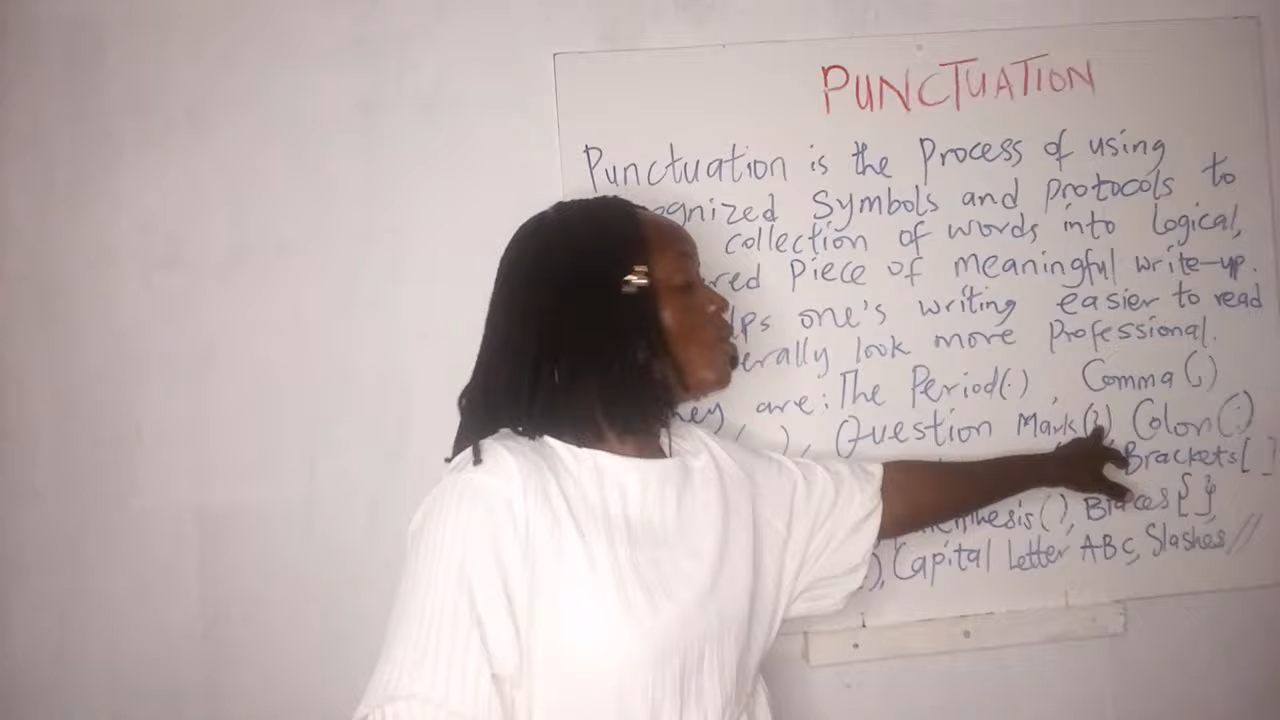 PUNCTUATION
Punctuation is the process of using
ognized symbols and protocols to
collection of words into logical,
red piece of meaningful write-up.
lps one's writing easier to read
erally look more professional.
hey are: The Period(.), Comma(,)
), Question Mark(?) Colon(:)
Brackets[ ]
enthesis( ), Braces{ }
), Capital Letter ABC, Slashes//